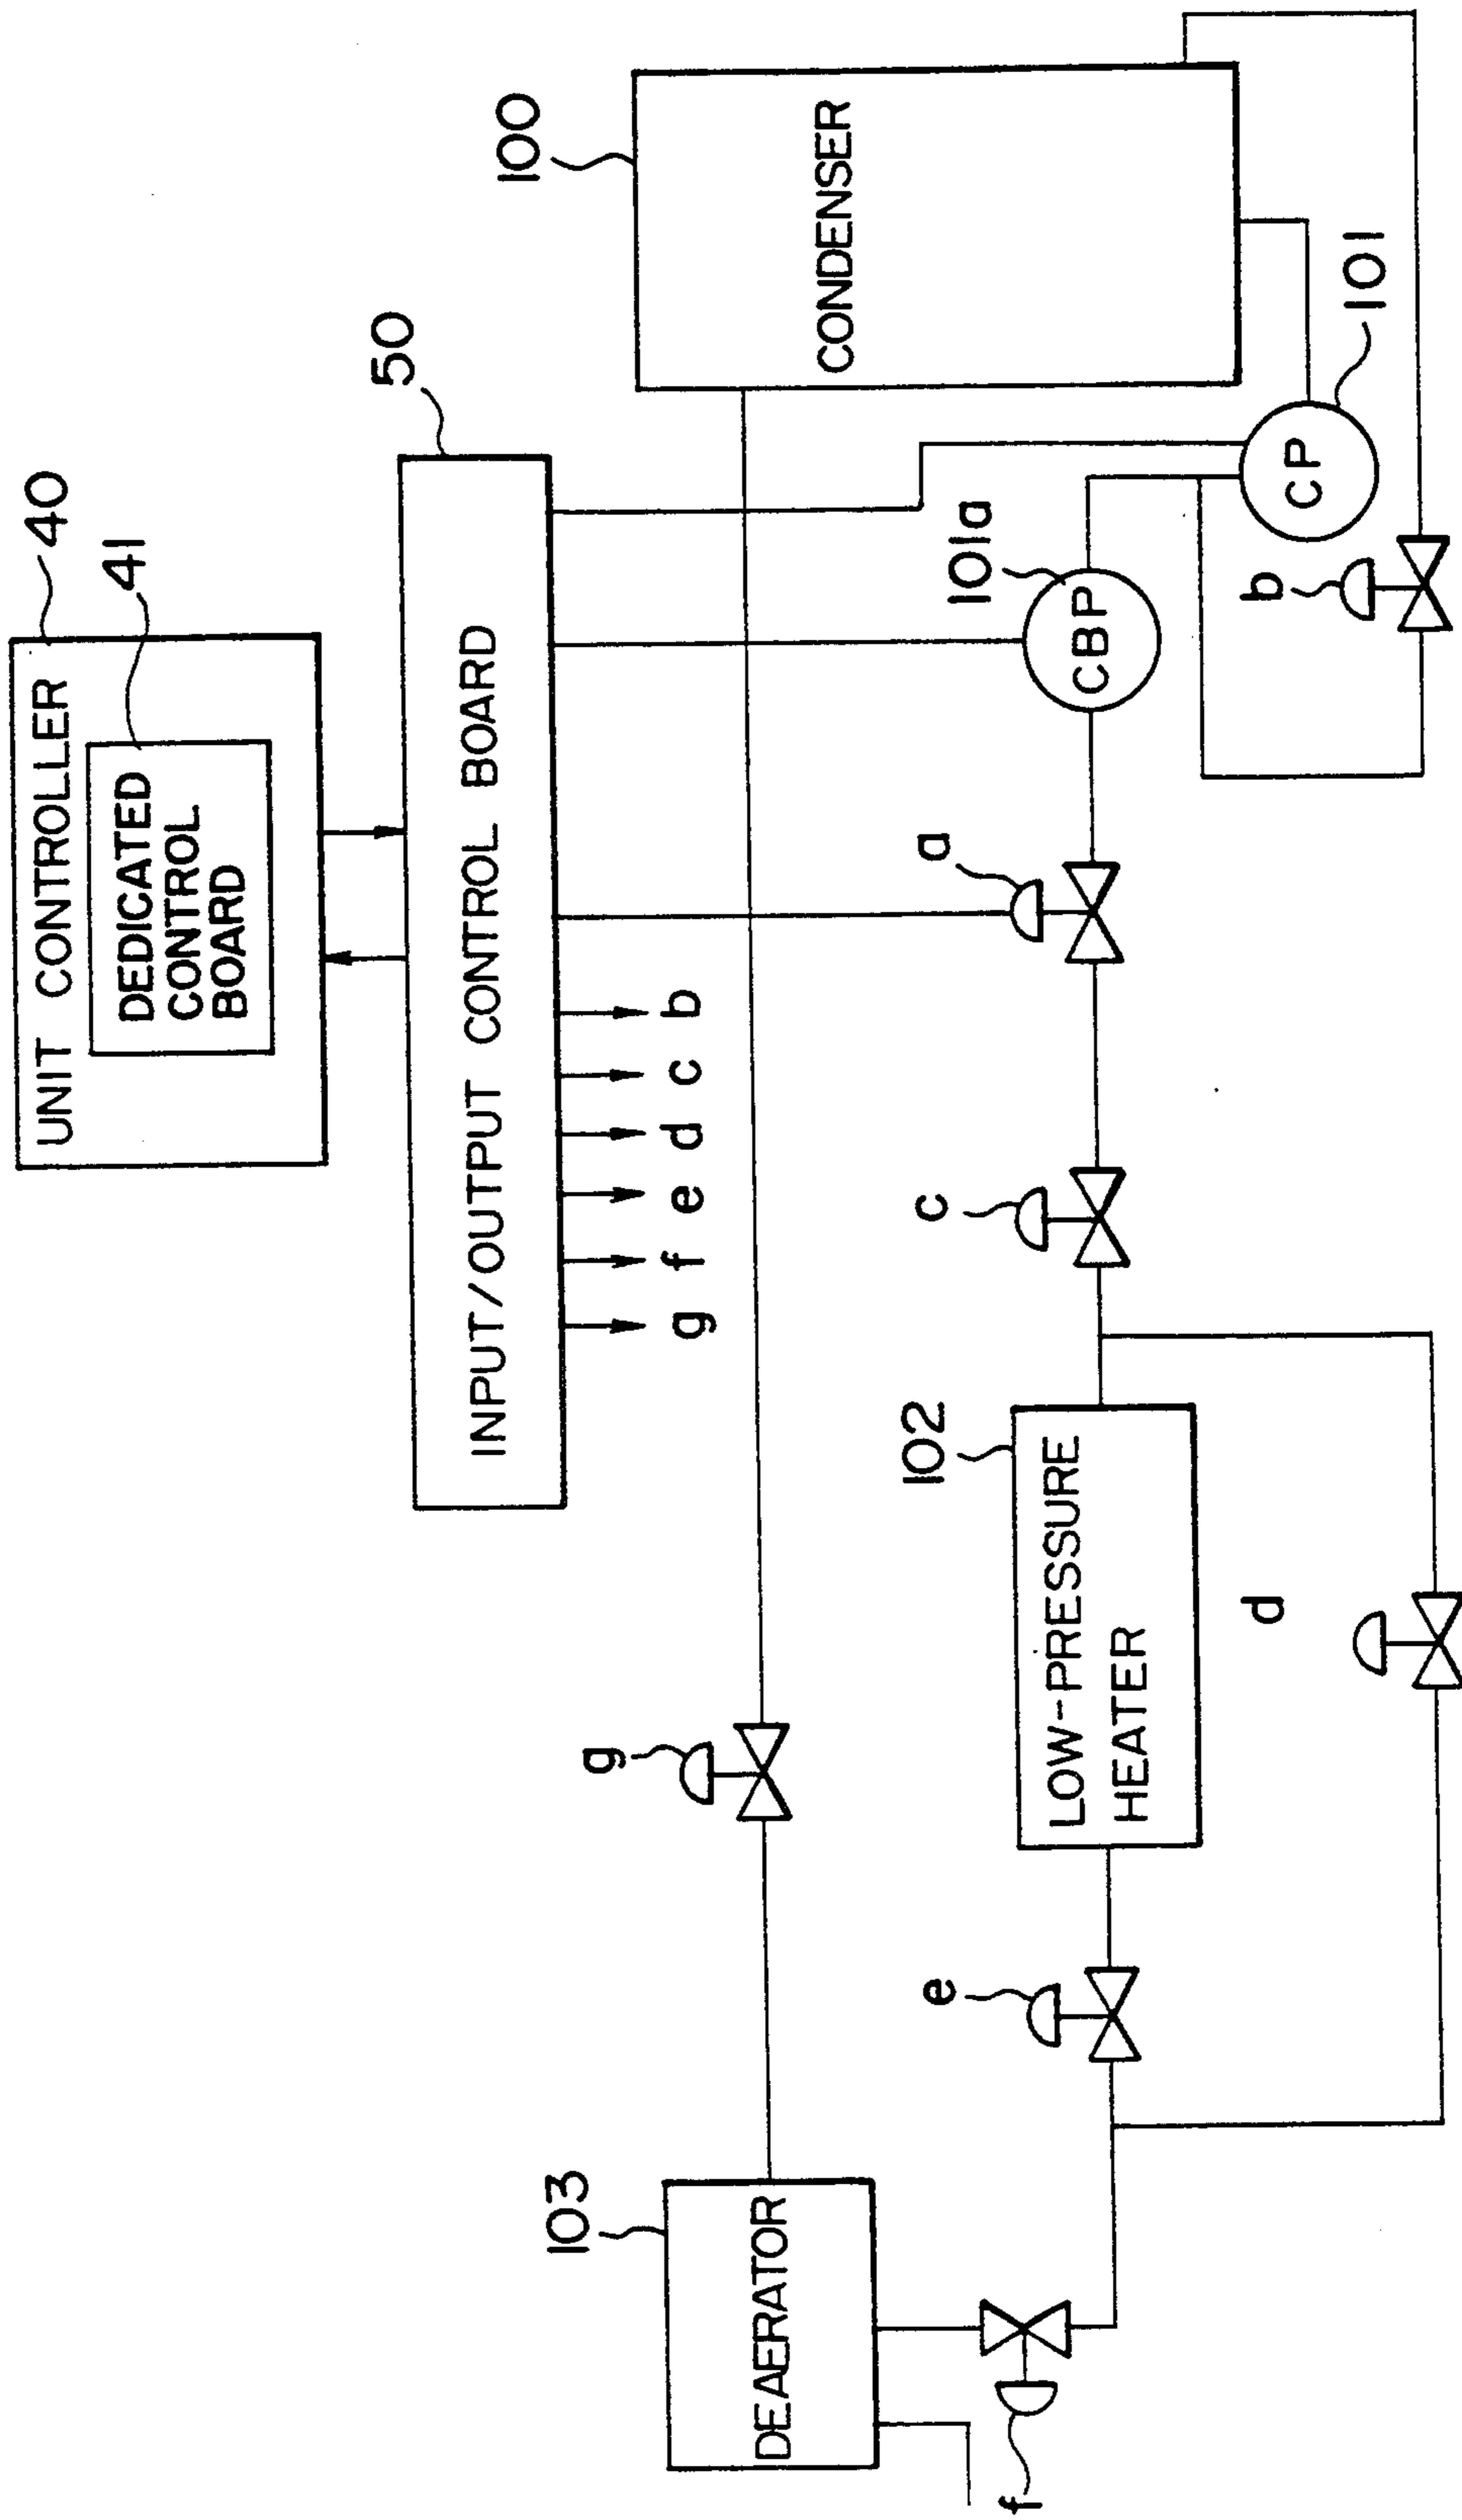 UNIT CONTROLLER
40
DEDICATED
CONTROL
BOARD
41
INPUT/OUTPUT CONTROL BOARD
50
g f e d c b
CONDENSER
100
CP
101
CBP
101a
a
b
c
LOW-PRESSURE
HEATER
102
d
e
f
g
DEAERATOR
103